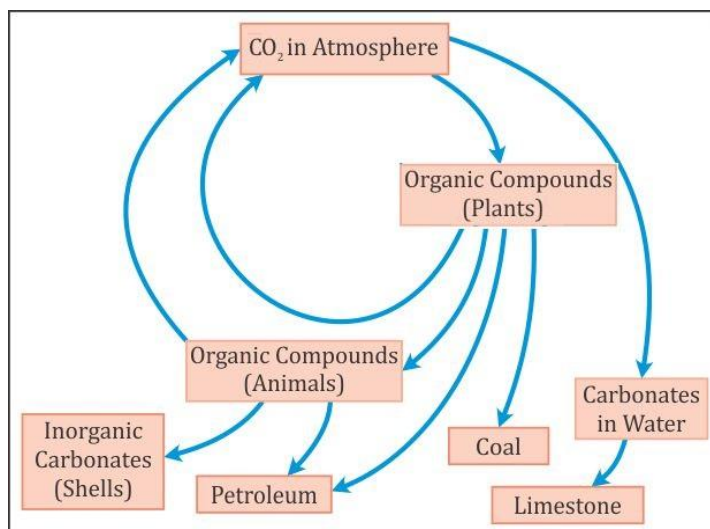 CO₂ in Atmosphere
Organic Compounds
(Plants)
Organic Compounds
(Animals)
Carbonates
in Water
Inorganic
Carbonates
(Shells)
Coal
Petroleum
Limestone